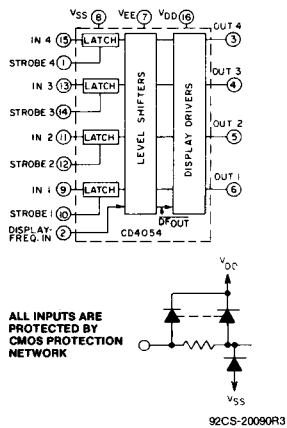 VSS VEE VDD
8 7 16
IN 4 15 LATCH OUT 4 3
STROBE 4 1
IN 3 13 LATCH OUT 3 4
STROBE 3 14
IN 2 11 LATCH OUT 2 5
STROBE 2 12
IN 1 9 LATCH OUT 1 6
STROBE 1 10
DISPLAY-
FREQ. IN 2
LEVEL SHIFTERS
DISPLAY DRIVERS
DFOUT
CD4054
VDD
ALL INPUTS ARE
PROTECTED BY
CMOS PROTECTION
NETWORK
VSS
92CS-20090R3